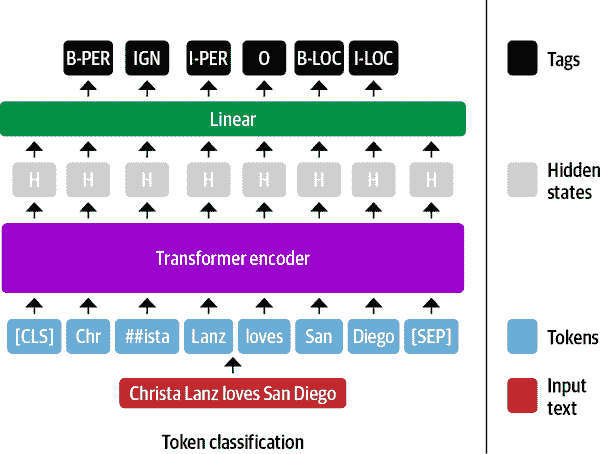 B-PER IGN I-PER O B-LOC I-LOC
Linear
H H H H H H H H
Transformer encoder
[CLS] Chr ##ista Lanz loves San Diego [SEP]
Christa Lanz loves San Diego
Token classification
Tags
Hidden
states
Tokens
Input
text